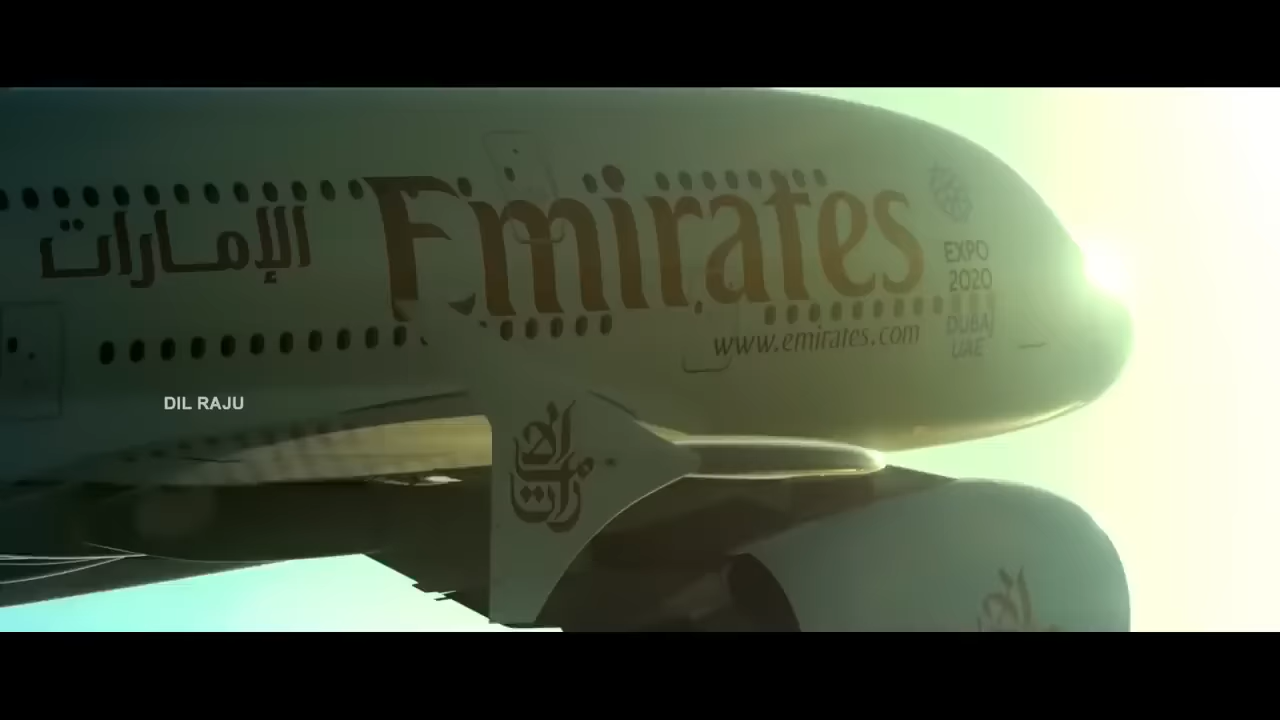 الإمارات
Emirates
EXPO
2020
DUBAI
UAE
www.emirates.com
DIL RAJU